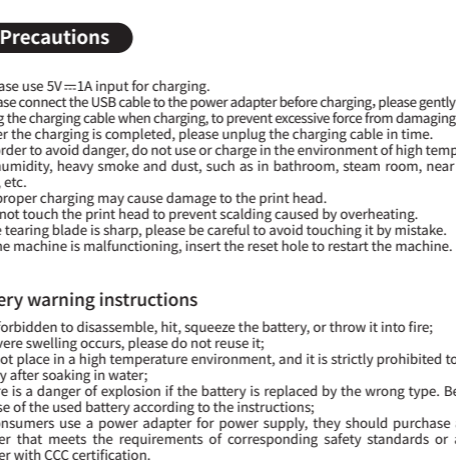 Precautions
ase use 5V⎓1A input for charging.
ase connect the USB cable to the power adapter before charging, please gently
g the charging cable when charging, to prevent excessive force from damaging
er the charging is completed, please unplug the charging cable in time.
order to avoid danger, do not use or charge in the environment of high temp
humidity, heavy smoke and dust, such as in bathroom, steam room, near
, etc.
proper charging may cause damage to the print head.
not touch the print head to prevent scalding caused by overheating.
e tearing blade is sharp, please be careful to avoid touching it by mistake.
he machine is malfunctioning, insert the reset hole to restart the machine.
ery warning instructions
forbidden to disassemble, hit, squeeze the battery, or throw it into fire;
vere swelling occurs, please do not reuse it;
ot place in a high temperature environment, and it is strictly prohibited to
y after soaking in water;
re is a danger of explosion if the battery is replaced by the wrong type. Be
se of the used battery according to the instructions;
onsumers use a power adapter for power supply, they should purchase a
er that meets the requirements of corresponding safety standards or a
er with CCC certification.